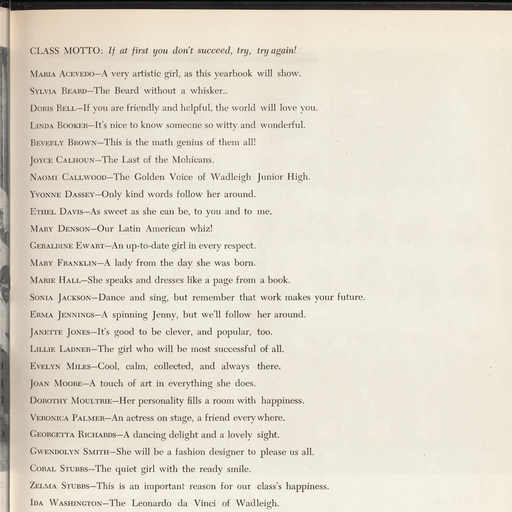 CLASS MOTTO: If at first you don't succeed, try, try again!
MARIA ACEVEDO—A very artistic girl, as this yearbook will show.
SYLVIA BEARD—The Beard without a whisker..
DORIS BELL—If you are friendly and helpful, the world will love you.
LINDA BOOKER—It's nice to know someone so witty and wonderful.
BEVERLY BROWN—This is the math genius of them all!
JOYCE CALHOUN—The Last of the Mohicans.
NAOMI CALLWOOD—The Golden Voice of Wadleigh Junior High.
YVONNE DASSEY—Only kind words follow her around.
ETHEL DAVIS—As sweet as she can be, to you and to me.
MARY DENSON—Our Latin American whiz!
GERALDINE EWART—An up-to-date girl in every respect.
MARY FRANKLIN—A lady from the day she was born.
MARIE HALL—She speaks and dresses like a page from a book.
SONIA JACKSON—Dance and sing, but remember that work makes your future.
ERMA JENNINGS—A spinning Jenny, but we'll follow her around.
JANETTE JONES—It's good to be clever, and popular, too.
LILLIE LADNER—The girl who will be most successful of all.
EVELYN MILES—Cool, calm, collected, and always there.
JOAN MOORE—A touch of art in everything she does.
DOROTHY MOULTRIE—Her personality fills a room with happiness.
VERONICA PALMER—An actress on stage, a friend everywhere.
GEORGETTA RICHARDS—A dancing delight and a lovely sight.
GWENDOLYN SMITH—She will be a fashion designer to please us all.
CORAL STUBBS—The quiet girl with the ready smile.
ZELMA STUBBS—This is an important reason for our class's happiness.
IDA WASHINGTON—The Leonardo da Vinci of Wadleigh.